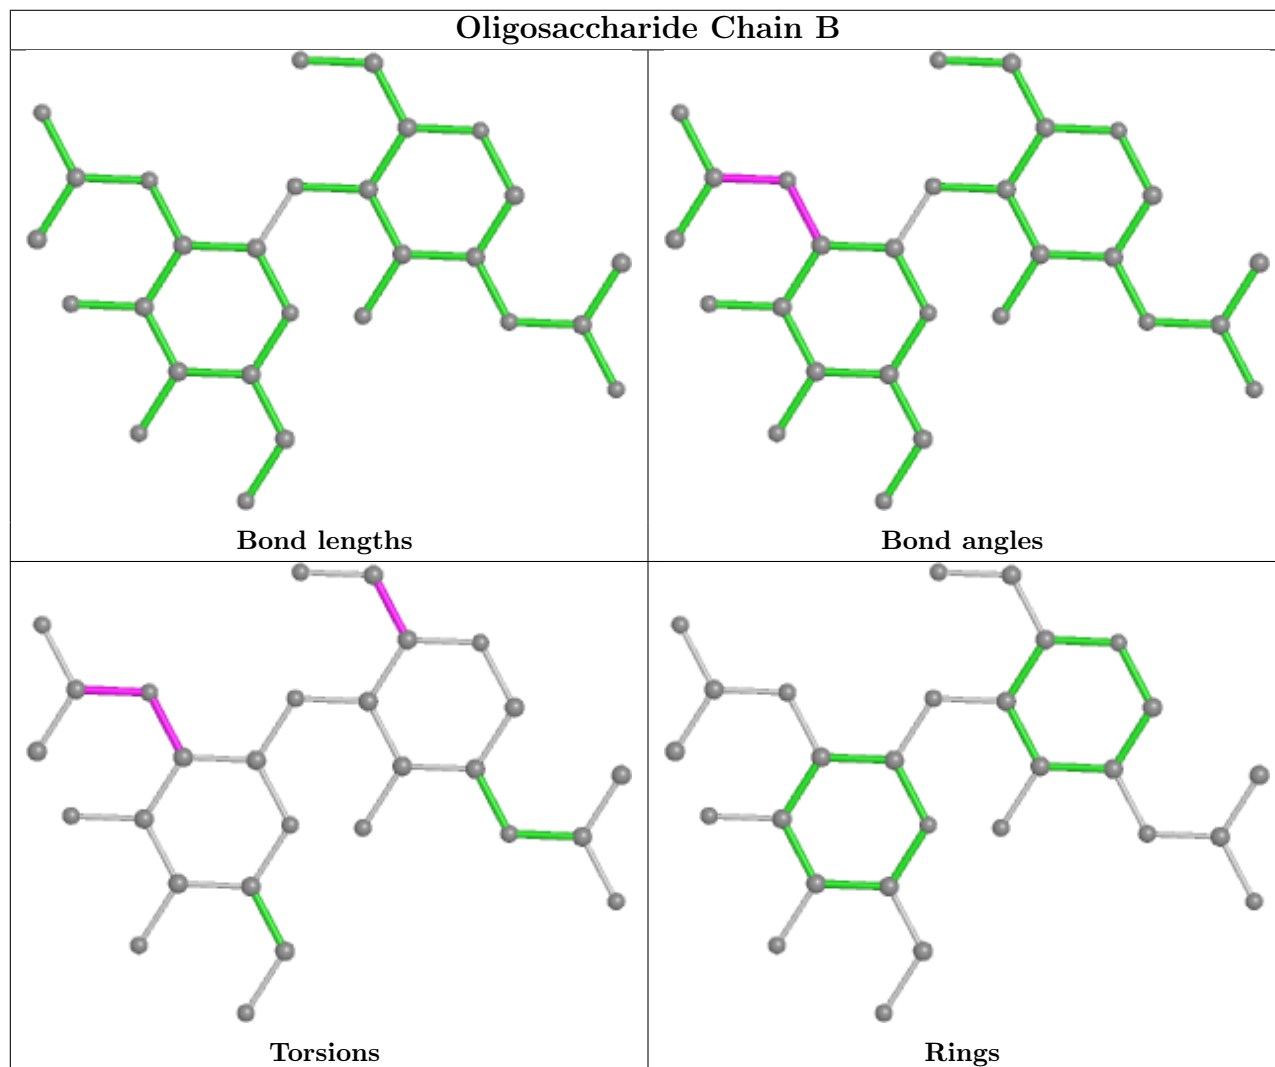 Oligosaccharide Chain B
Bond lengths
Bond angles
Torsions
Rings